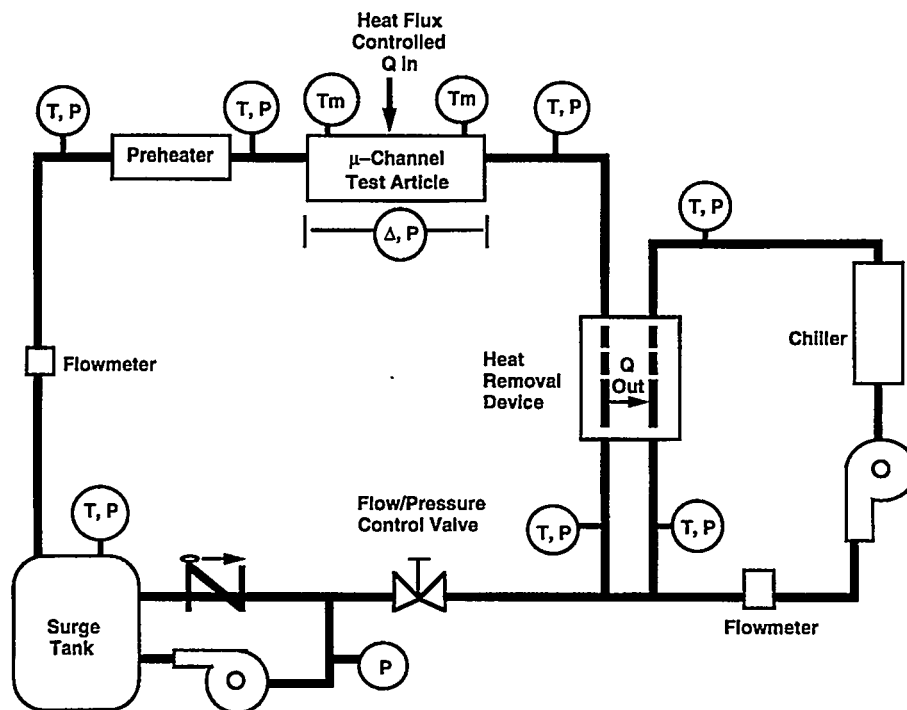 Heat Flux
Controlled
Q In
T, P
T, P
Tm
Tm
T, P
Preheater
μ–Channel
Test Article
Δ, P
T, P
Flowmeter
Heat
Removal
Device
Q
Out
Chiller
T, P
Flow/Pressure
Control Valve
T, P
T, P
Surge
Tank
P
Flowmeter